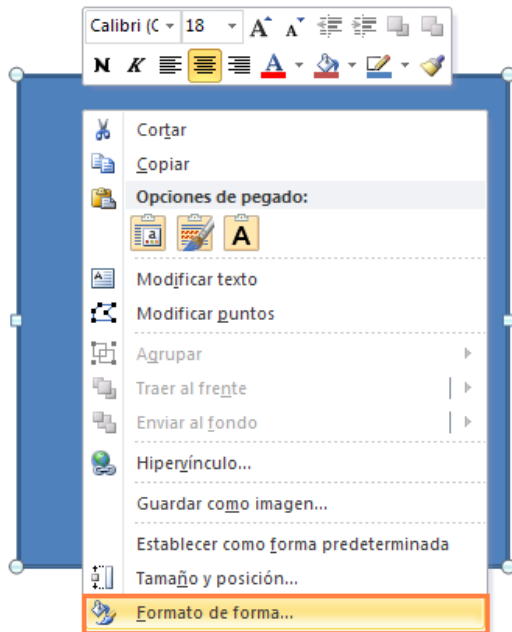 Calibri (C 18 A A
N K A
Cortar
Copiar
Opciones de pegado:
a A
Modificar texto
Modificar puntos
Agrupar
Traer al frente
Enviar al fondo
Hipervínculo...
Guardar como imagen...
Establecer como forma predeterminada
Tamaño y posición...
Formato de forma...